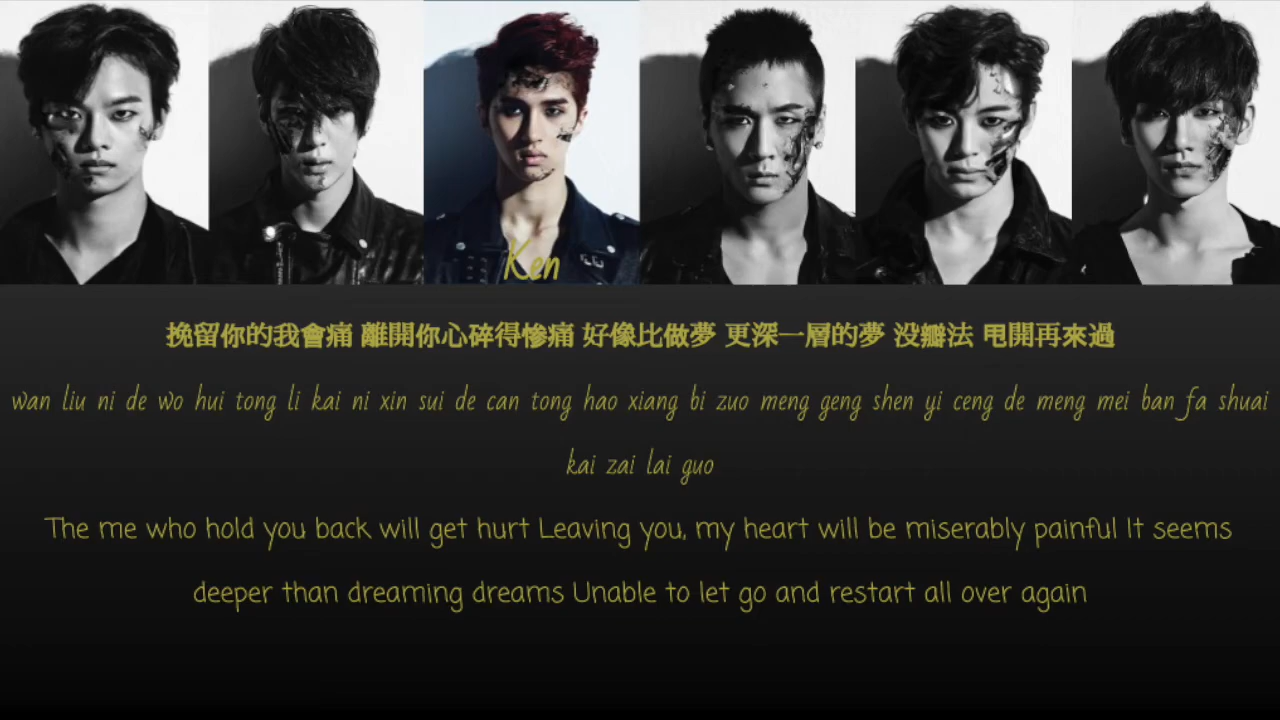 Ken
挽留你的我會痛 離開你心碎得慘痛 好像比做夢 更深一層的夢 没瓣法 甩開再來過
wan liu ni de wo hui tong li kai ni xin sui de can tong hao xiang bi zuo meng geng shen yi ceng de meng mei ban fa shuai
kai zai lai guo
The me who hold you back will get hurt Leaving you, my heart will be miserably painful It seems
deeper than dreaming dreams Unable to let go and restart all over again